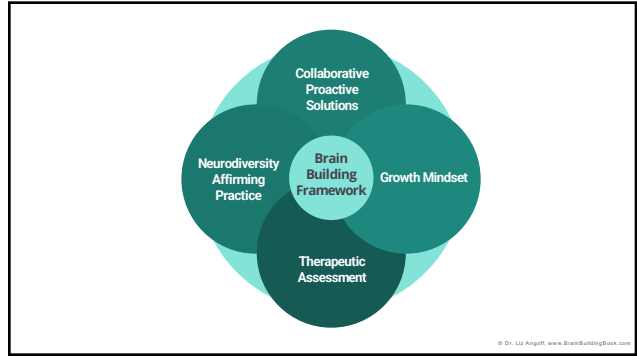 Collaborative
Proactive
Solutions
Neurodiversity
Affirming
Practice
Brain
Building
Framework
Growth Mindset
Therapeutic
Assessment
© Dr. Liz Angoff, www.BrainBuildingBook.com